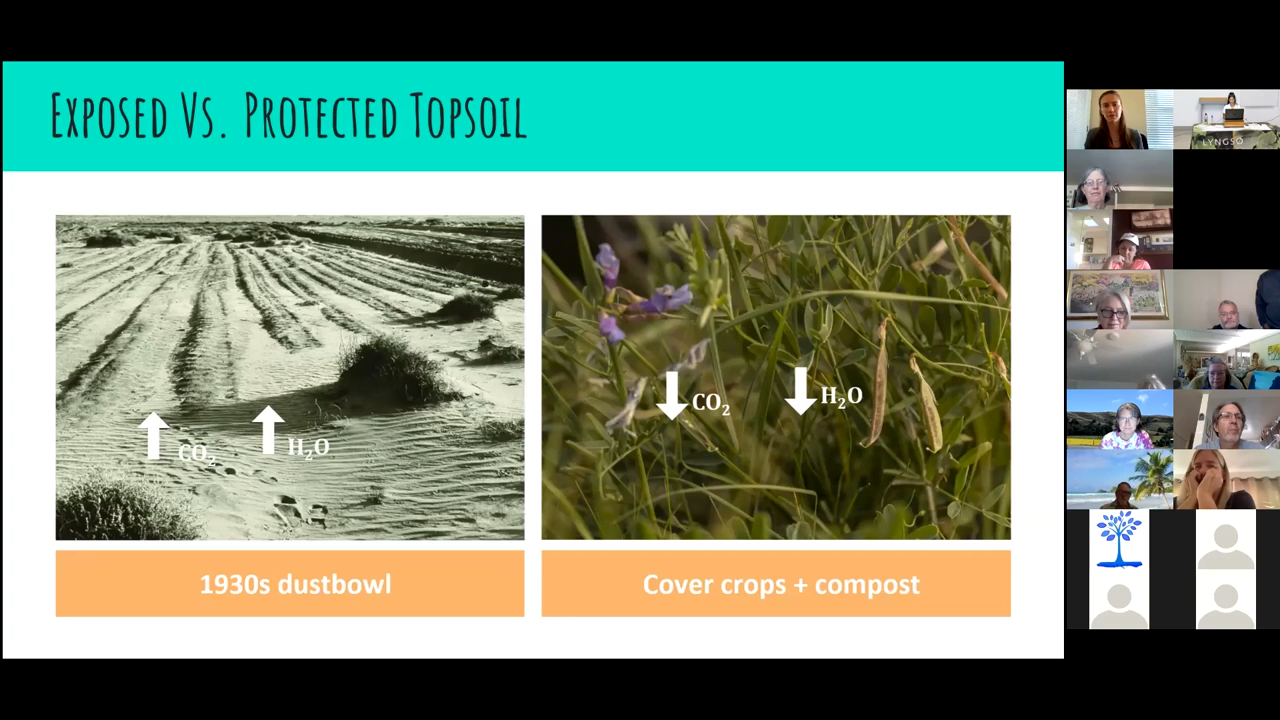 Exposed Vs. Protected Topsoil
CO₂
H₂O
CO₂
H₂O
1930s dustbowl
Cover crops + compost
LYNGSO